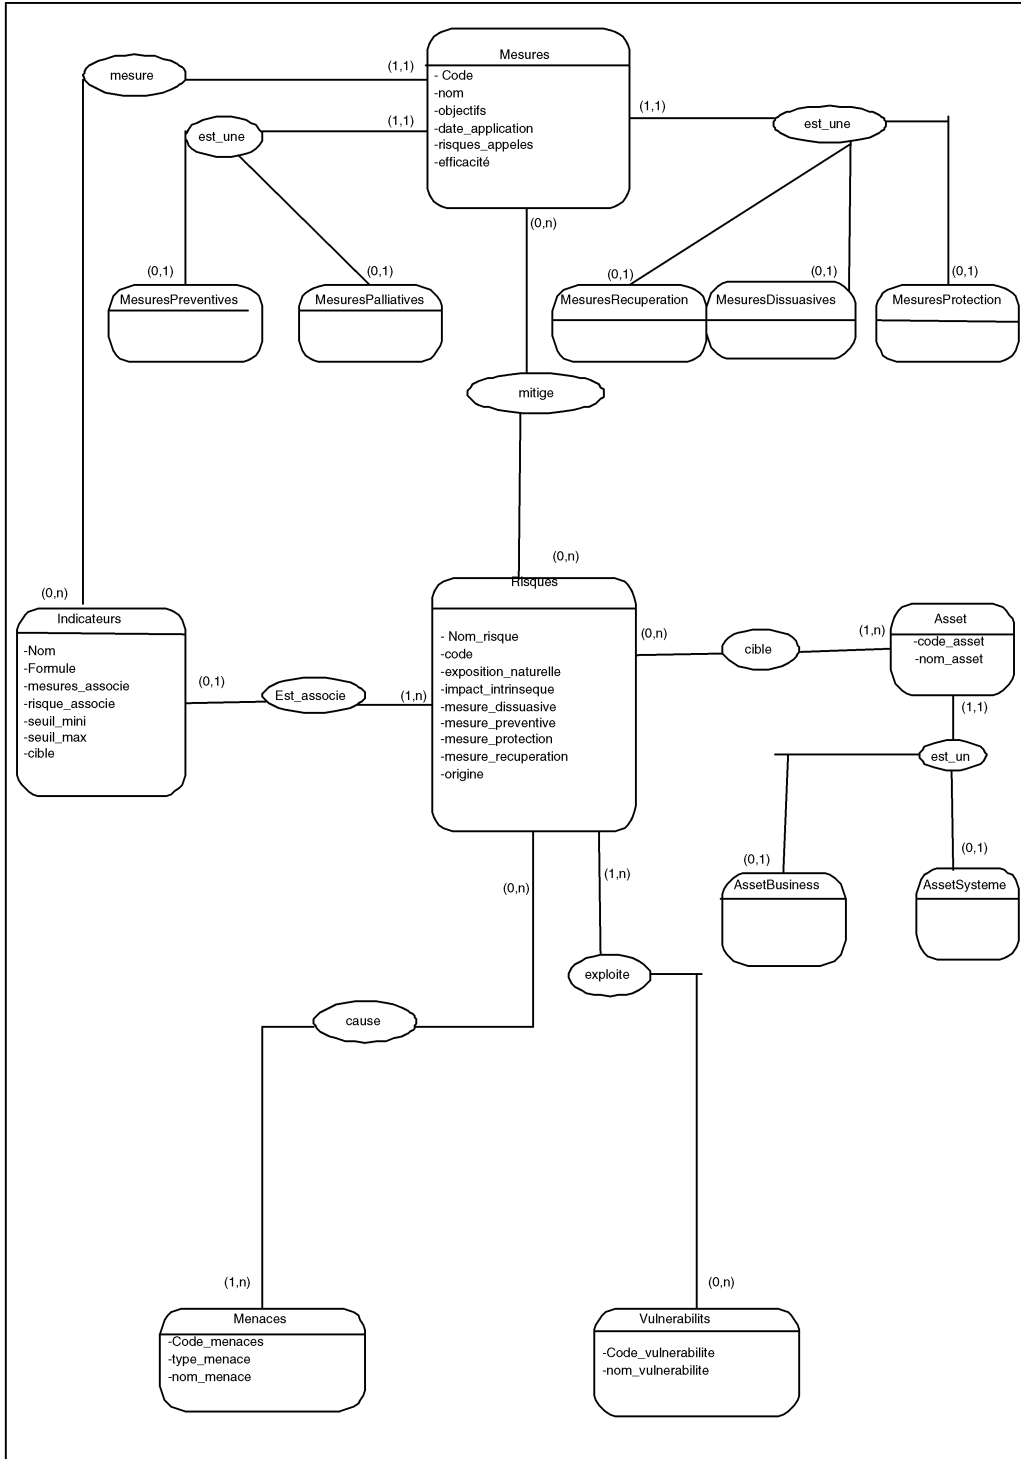 Mesures
- Code
-nom
-objectifs
-date_application
-risques_appeles
-efficacité
mesure
(1,1)
(1,1)
est_une
(1,1)
est_une
(0,n)
(0,1)
(0,1)
(0,1)
(0,1)
(0,1)
MesuresPreventives
MesuresPalliatives
MesuresRecuperation
MesuresDissuasives
MesuresProtection
mitige
(0,n)
(0,n)
Indicateurs
-Nom
-Formule
-mesures_associe
-risque_associe
-seuil_mini
-seuil_max
-cible
(0,1)
Est_associe
(1,n)
Risques
- Nom_risque
-code
-exposition_naturelle
-impact_intrinseque
-mesure_dissuasive
-mesure_preventive
-mesure_protection
-mesure_recuperation
-origine
(0,n)
cible
(1,n)
Asset
-code_asset
-nom_asset
(1,1)
est_un
(0,1)
(0,1)
AssetBusiness
AssetSysteme
(0,n)
(1,n)
exploite
cause
(1,n)
(0,n)
Menaces
-Code_menaces
-type_menace
-nom_menace
Vulnerabilits
-Code_vulnerabilite
-nom_vulnerabilite